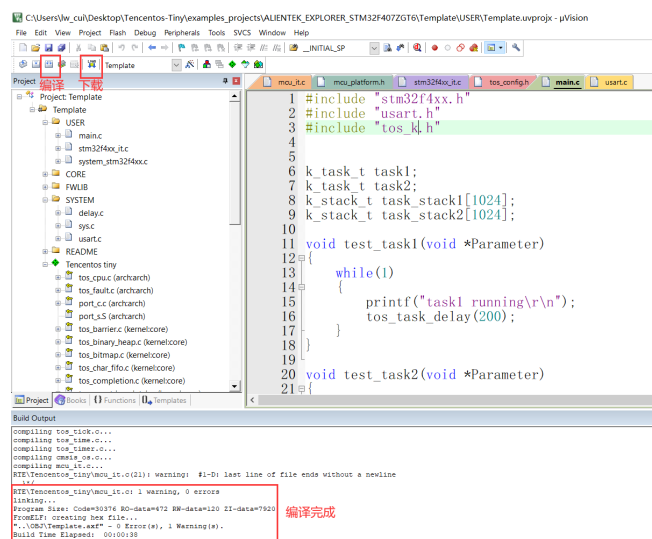 C:\Users\lw_cui\Desktop\Tencentos-Tiny\examples_projects\ALIENTEK_EXPLORER_STM32F407ZGT6\Template\USER\Template.uvprojx - µVision
File Edit View Project Flash Debug Peripherals Tools SVCS Window Help
_INITIAL_SP
Template
编译 下载
Project
mcu_it.c mcu_platform.h stm32f4xx_it.c tos_config.h main.c usart.c
Project: Template
Template
USER
main.c
stm32f4xx_it.c
system_stm32f4xx.c
CORE
FWLIB
SYSTEM
delay.c
sys.c
usart.c
README
Tencentos tiny
tos_cpu.c (arch:arch)
tos_fault.c (arch:arch)
port_c.c (arch:arch)
port_s.S (arch:arch)
tos_barrier.c (kernel:core)
tos_binary_heap.c (kernel:core)
tos_bitmap.c (kernel:core)
tos_char_fifo.c (kernel:core)
tos_completion.c (kernel:core)
1 #include "stm32f4xx.h"
2 #include "usart.h"
3 #include "tos_k.h"
4
5
6 k_task_t task1;
7 k_task_t task2;
8 k_stack_t task_stack1[1024];
9 k_stack_t task_stack2[1024];
10
11 void test_task1(void *Parameter)
12 {
13 while(1)
14 {
15 printf("task1 running\r\n");
16 tos_task_delay(200);
17 }
18 }
19
20 void test_task2(void *Parameter)
21 {
Project Books {} Functions Templates
Build Output
compiling tos_tick.c...
compiling tos_time.c...
compiling tos_timer.c...
compiling cmsis_os.c...
compiling mcu_it.c...
RTE\Tencentos_tiny\mcu_it.c(21): warning: #1-D: last line of file ends without a newline
\*/
RTE\Tencentos_tiny\mcu_it.c: 1 warning, 0 errors
linking...
Program Size: Code=30376 RO-data=472 RW-data=120 ZI-data=7920
FromELF: creating hex file...
"..\OBJ\Template.axf" - 0 Error(s), 1 Warning(s).
Build Time Elapsed: 00:00:38
编译完成